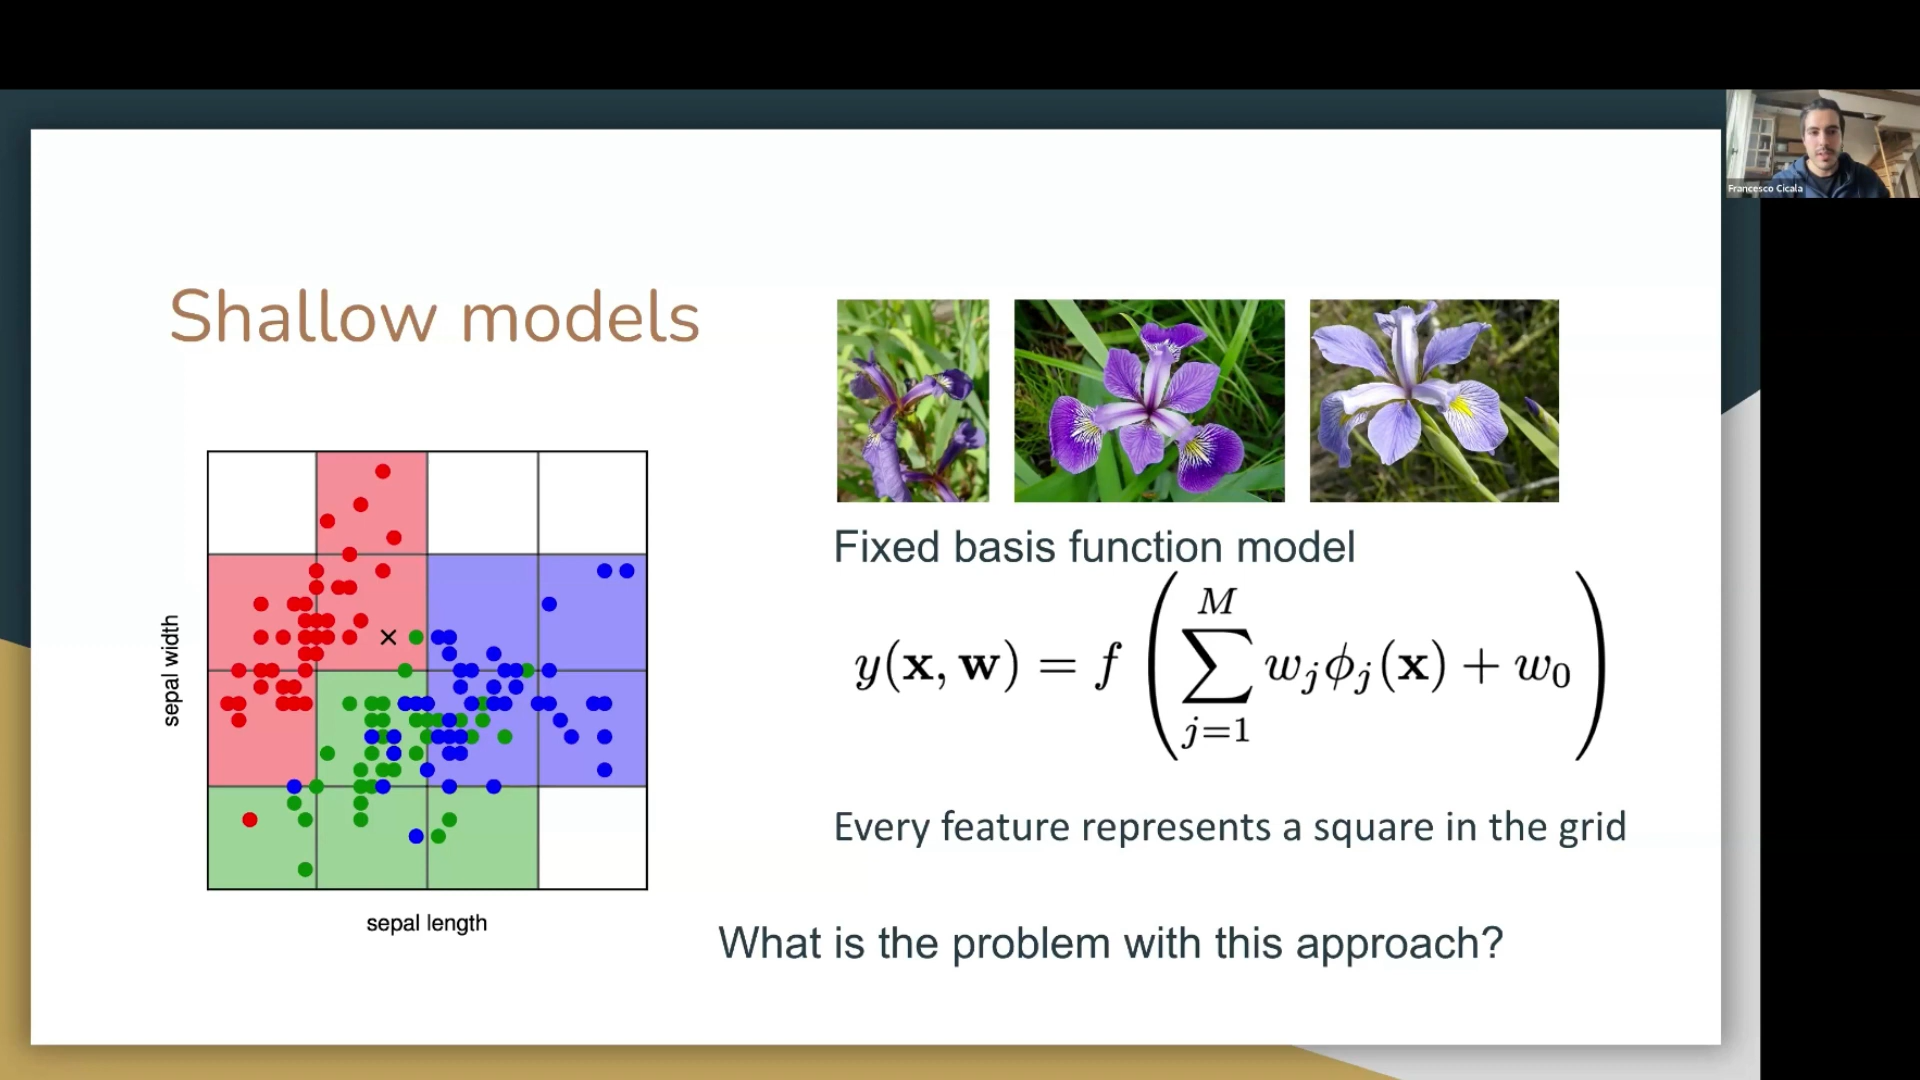 Francesco Cicala
Shallow models
sepal width
sepal length
Fixed basis function model
y(x, w) = f ( ∑_{j=1}^{M} w_j ϕ_j(x) + w_0 )
Every feature represents a square in the grid
What is the problem with this approach?